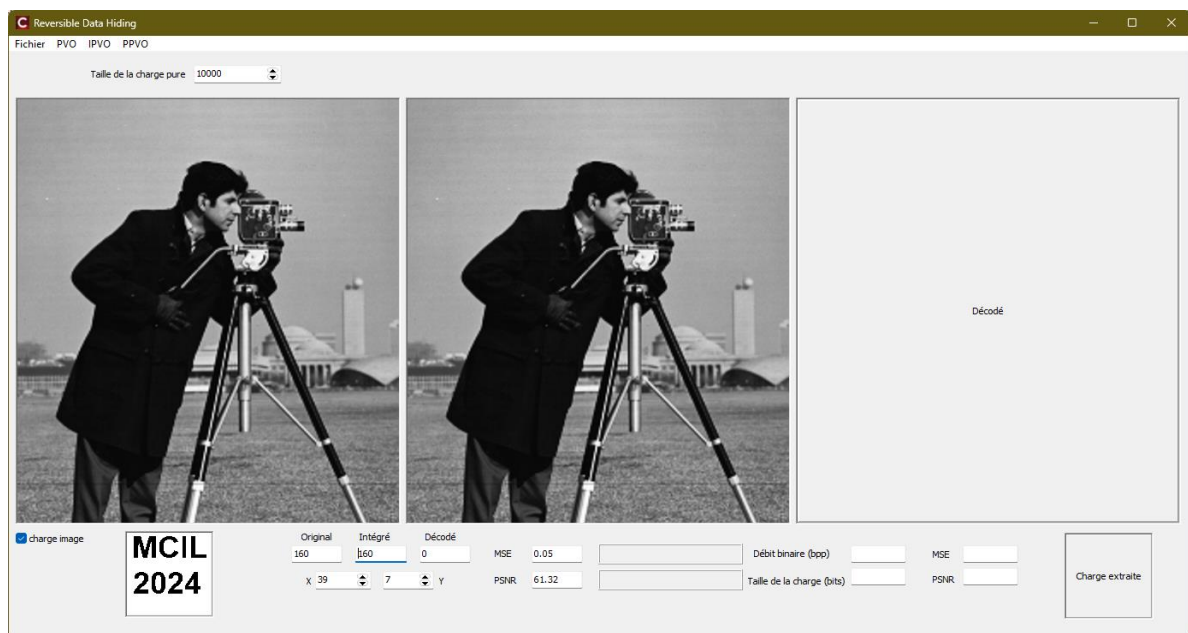 C Reversible Data Hiding
Fichier PVO IPVO PPVO
Taille de la charge pure 10000
Décodé
charge image
MCIL
2024
Original Intégré Décodé
160 160 0
X 39 7 Y
MSE 0.05
PSNR 61.32
Débit binaire (bpp)
Taille de la charge (bits)
MSE
PSNR
Charge extraite